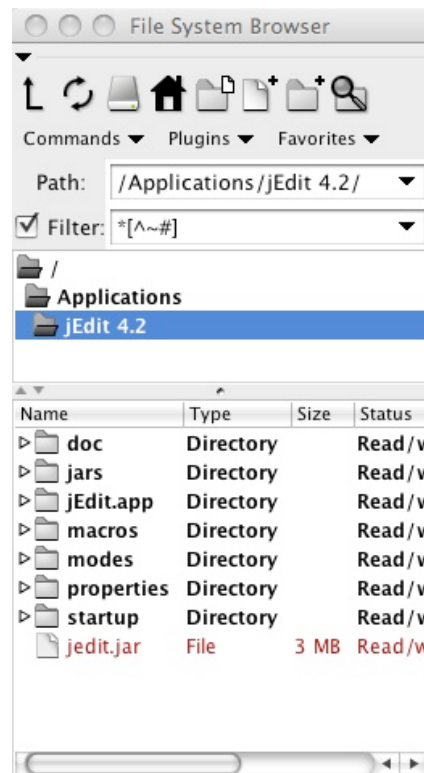 File System Browser
Commands Plugins Favorites
Path: /Applications/jEdit 4.2/
Filter: *[^~#]
/
Applications
jEdit 4.2
Name Type Size Status
doc Directory Read/w
jars Directory Read/w
jEdit.app Directory Read/w
macros Directory Read/w
modes Directory Read/w
properties Directory Read/w
startup Directory Read/w
jedit.jar File 3 MB Read/w